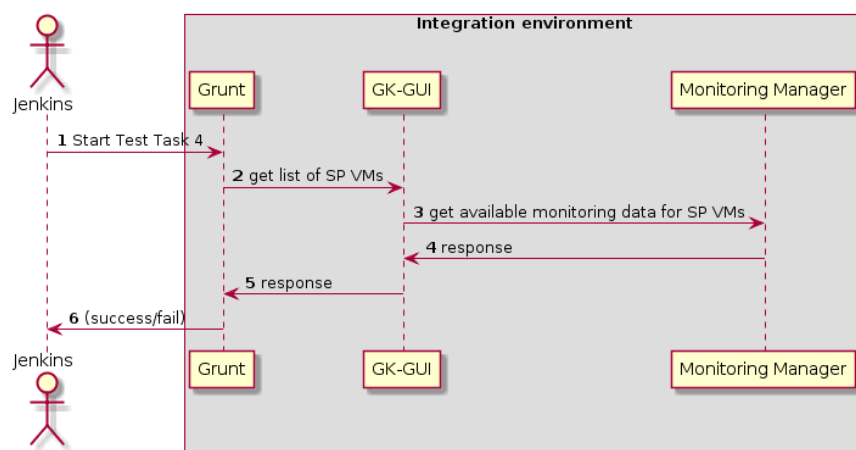 Integration environment
Jenkins
Grunt
GK-GUI
Monitoring Manager
1 Start Test Task 4
2 get list of SP VMs
3 get available monitoring data for SP VMs
4 response
5 response
6 (success/fail)
Jenkins
Grunt
GK-GUI
Monitoring Manager